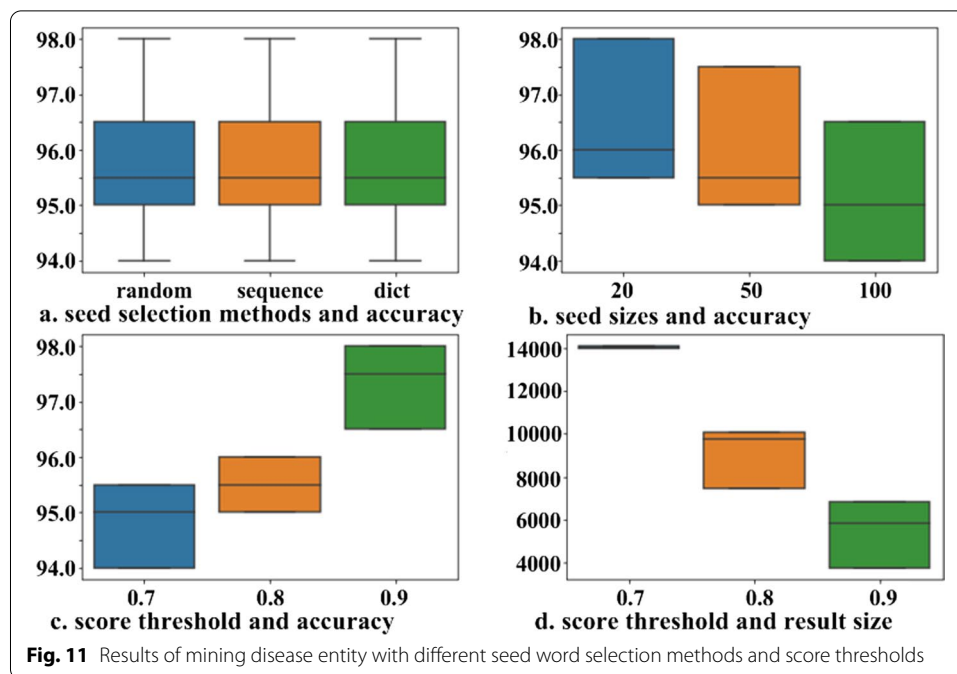 98.0
97.0
96.0
95.0
94.0
random sequence dict
a. seed selection methods and accuracy
98.0
97.0
96.0
95.0
94.0
20 50 100
b. seed sizes and accuracy
98.0
97.0
96.0
95.0
94.0
0.7 0.8 0.9
c. score threshold and accuracy
14000
12000
10000
8000
6000
4000
0.7 0.8 0.9
d. score threshold and result size
Fig. 11 Results of mining disease entity with different seed word selection methods and score thresholds